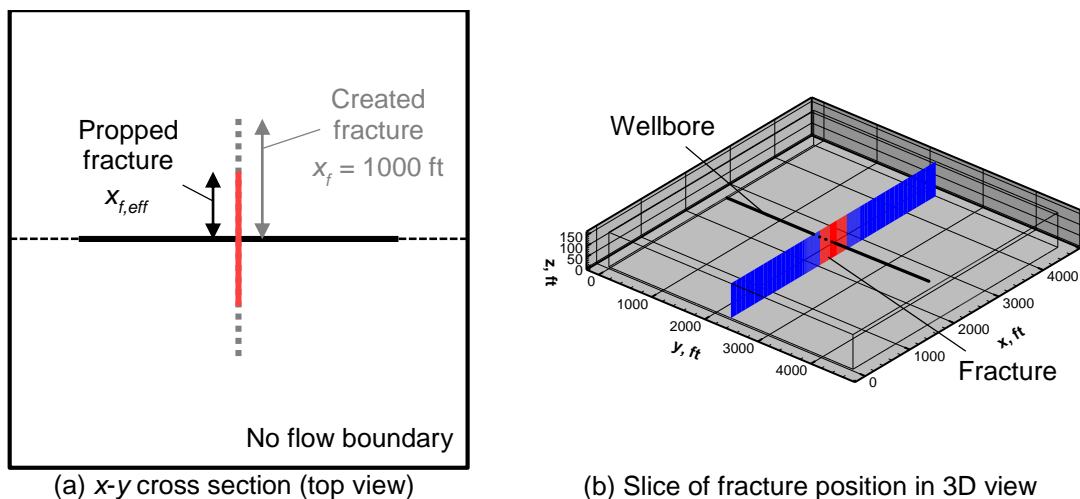 Created
fracture
x_f = 1000 ft
Propped
fracture
x_f,eff
No flow boundary
(a) x-y cross section (top view)
Wellbore
150
100
50
0
z, ft
0
1000
2000
3000
4000
y, ft
0
1000
2000
3000
4000
x, ft
Fracture
(b) Slice of fracture position in 3D view